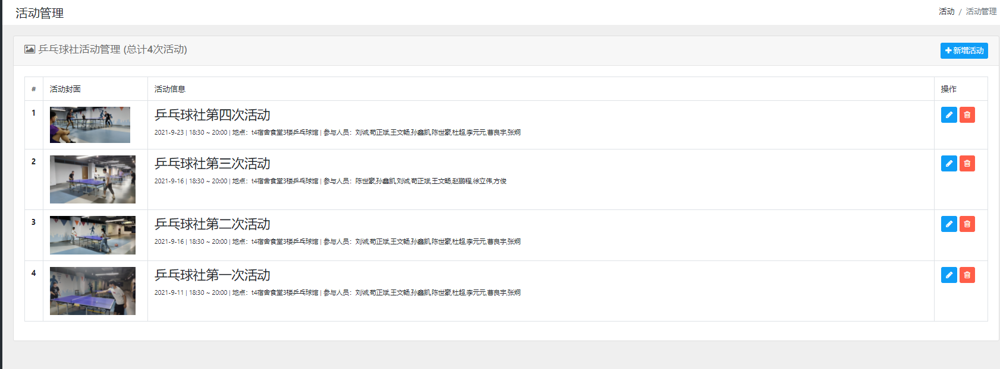 活动管理
活动 / 活动管理
乒乓球社活动管理 (总计4次活动)
新增活动
# 活动封面 活动信息 操作
1 乒乓球社第四次活动
2021-9-23 | 18:30 ~ 20:00 | 地点：t4宿舍食堂3楼乒乓球馆 | 参与人员：刘诚,苟正斌,王文畅,孙鑫凯,陈世豪,杜超,李元元,曹良宇,张炯
2 乒乓球社第三次活动
2021-9-16 | 18:30 ~ 20:00 | 地点：t4宿舍食堂3楼乒乓球馆 | 参与人员：陈世豪,孙鑫凯,刘诚,苟正斌,王文畅,赵鹏程,徐立伟,方俊
3 乒乓球社第二次活动
2021-9-16 | 18:30 ~ 20:00 | 地点：t4宿舍食堂3楼乒乓球馆 | 参与人员：刘诚,苟正斌,王文畅,孙鑫凯,陈世豪,杜超,李元元,曹良宇,张炯
4 乒乓球社第一次活动
2021-9-11 | 18:30 ~ 20:00 | 地点：t4宿舍食堂3楼乒乓球馆 | 参与人员：刘诚,苟正斌,王文畅,孙鑫凯,陈世豪,杜超,李元元,曹良宇,张炯